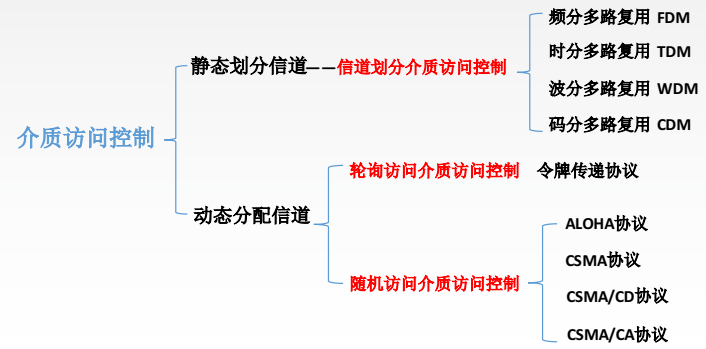 介质访问控制
静态划分信道——信道划分介质访问控制
频分多路复用 FDM
时分多路复用 TDM
波分多路复用 WDM
码分多路复用 CDM
动态分配信道
轮询访问介质访问控制 令牌传递协议
随机访问介质访问控制
ALOHA协议
CSMA协议
CSMA/CD协议
CSMA/CA协议